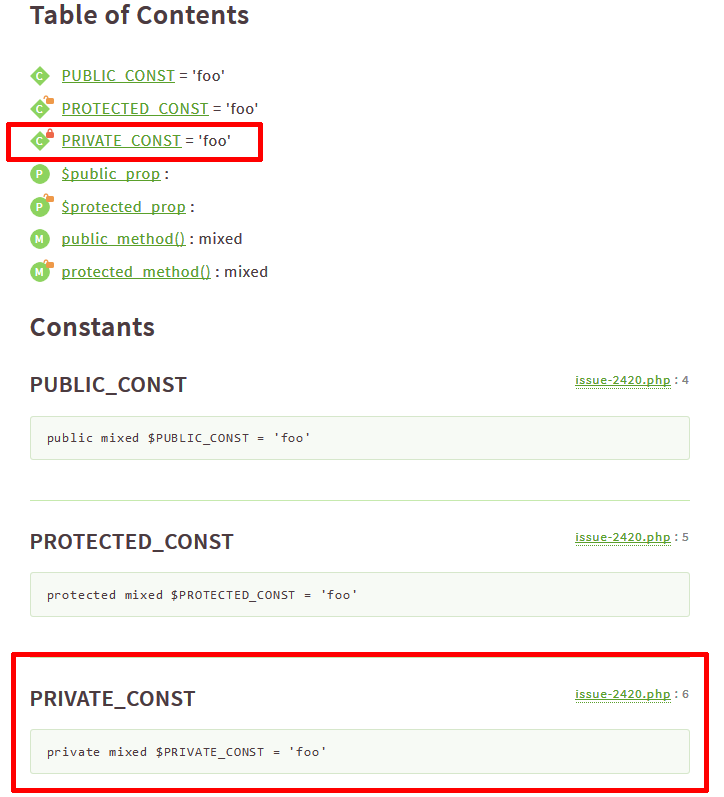 Table of Contents
C PUBLIC_CONST = 'foo'
C PROTECTED_CONST = 'foo'
C PRIVATE_CONST = 'foo'
P $public_prop :
P $protected_prop :
M public_method() : mixed
M protected_method() : mixed
Constants
PUBLIC_CONST issue-2420.php : 4
public mixed $PUBLIC_CONST = 'foo'
PROTECTED_CONST issue-2420.php : 5
protected mixed $PROTECTED_CONST = 'foo'
PRIVATE_CONST issue-2420.php : 6
private mixed $PRIVATE_CONST = 'foo'